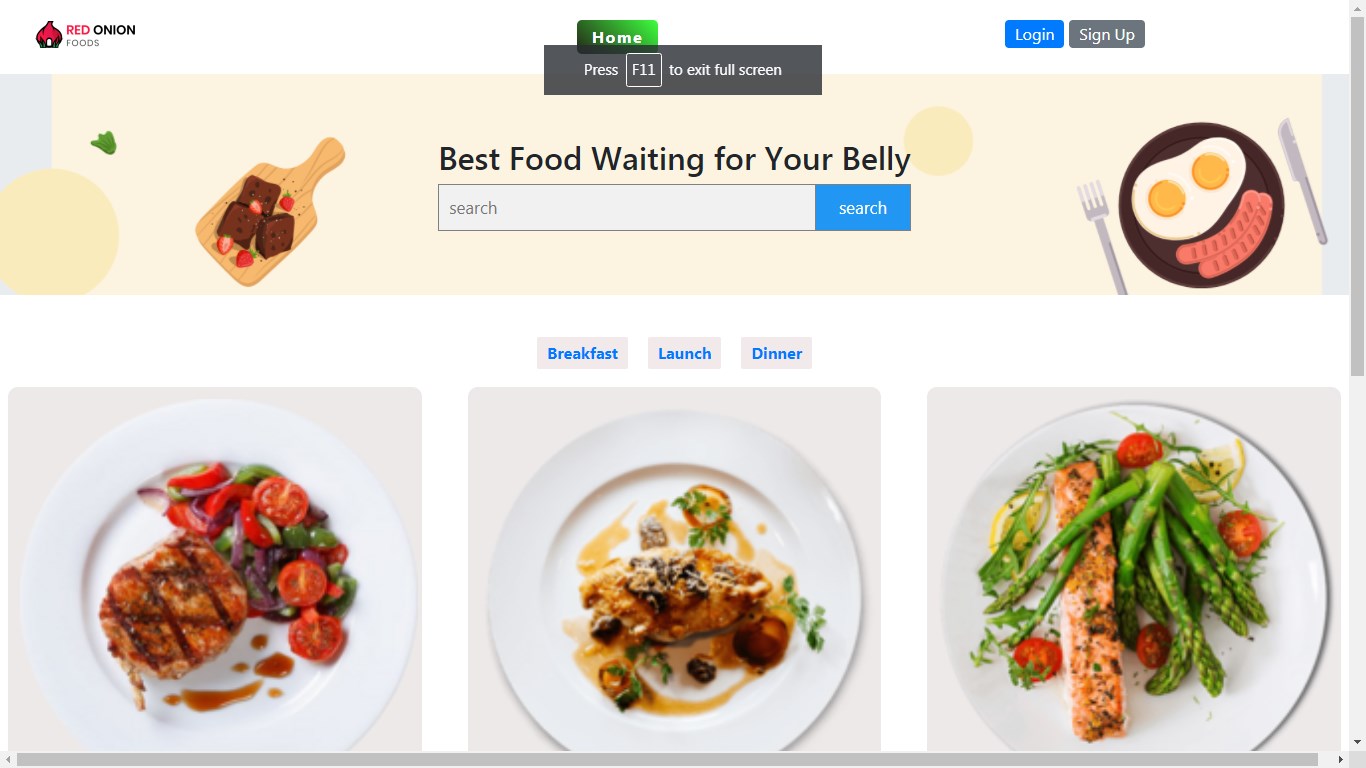 RED ONION
FOODS
Home
Login
Sign Up
Press F11 to exit full screen
Best Food Waiting for Your Belly
search
search
Breakfast
Launch
Dinner